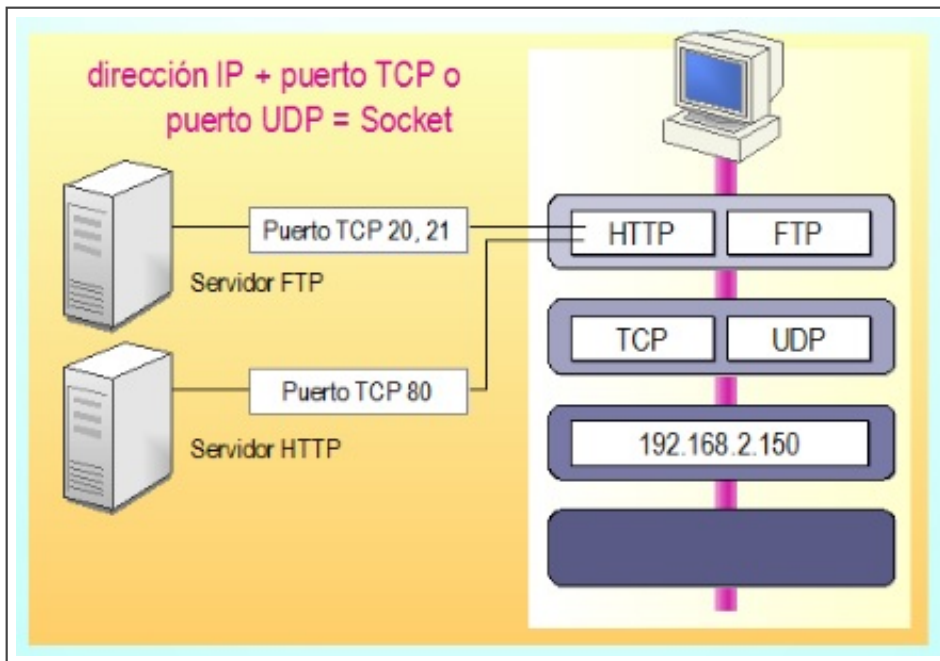 dirección IP + puerto TCP o
puerto UDP = Socket
Puerto TCP 20, 21
Servidor FTP
Puerto TCP 80
Servidor HTTP
HTTP
FTP
TCP
UDP
192.168.2.150